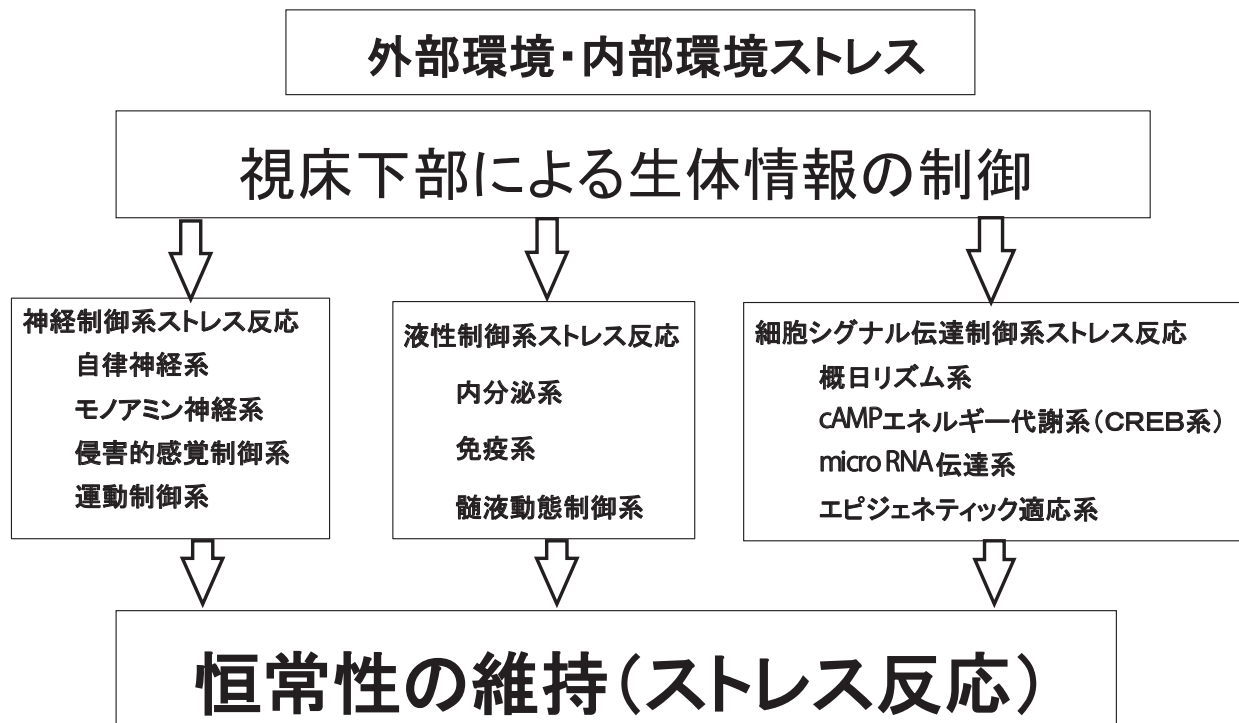 外部環境・内部環境ストレス
視床下部による生体情報の制御
神経制御系ストレス反応
自律神経系
モノアミン神経系
侵害的感覚制御系
運動制御系
液性制御系ストレス反応
内分泌系
免疫系
髄液動態制御系
細胞シグナル伝達制御系ストレス反応
概日リズム系
cAMPエネルギー代謝系(CREB系)
micro RNA伝達系
エピジェネティック適応系
恒常性の維持(ストレス反応)